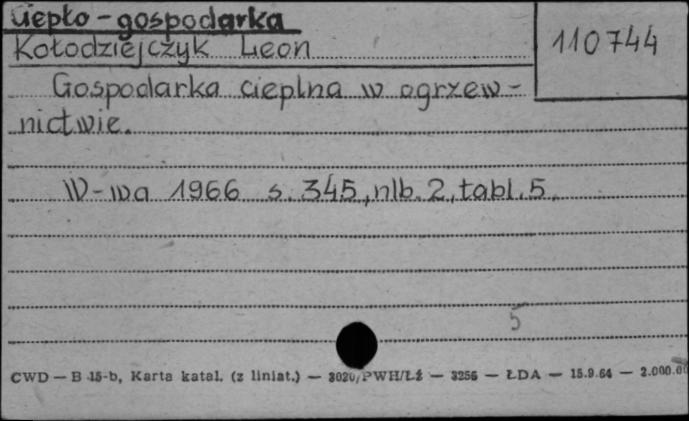 Ciepło-gospodarka
110744
Kołodziejczyk Leon
Gospodarka cieplna w ogrzew-
nictwie.
W-wa 1966 s. 345, nlb. 2, tabl. 5.
5
CWD — B 15-b, Karta katal. (z liniat.) — 3020/PWH/Łź — 3256 — ŁDA — 15.9.64 — 2.000.00